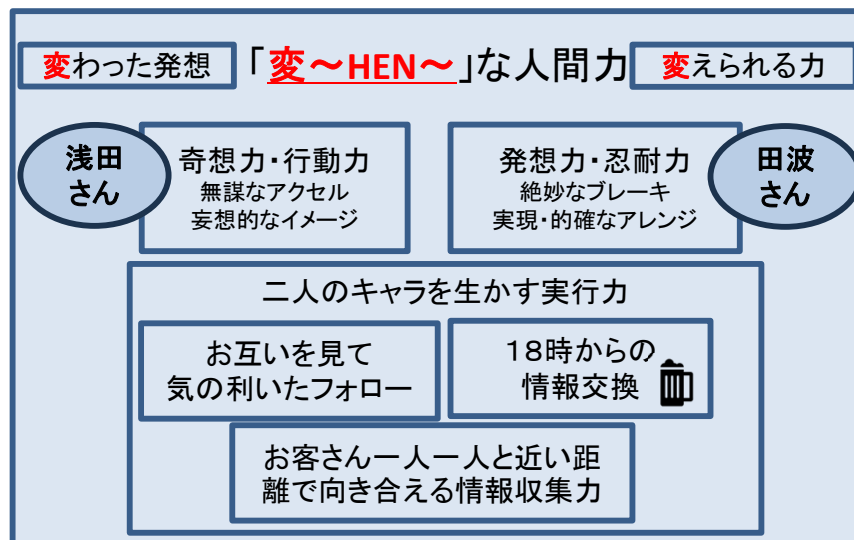 変わった発想
「変～HEN～」な人間力
変えられる力
浅田
さん
奇想力・行動力
無謀なアクセル
妄想的なイメージ
発想力・忍耐力
絶妙なブレーキ
実現・的確なアレンジ
田波
さん
二人のキャラを生かす実行力
お互いを見て
気の利いたフォロー
１８時からの
情報交換
お客さん一人一人と近い距
離で向き合える情報収集力